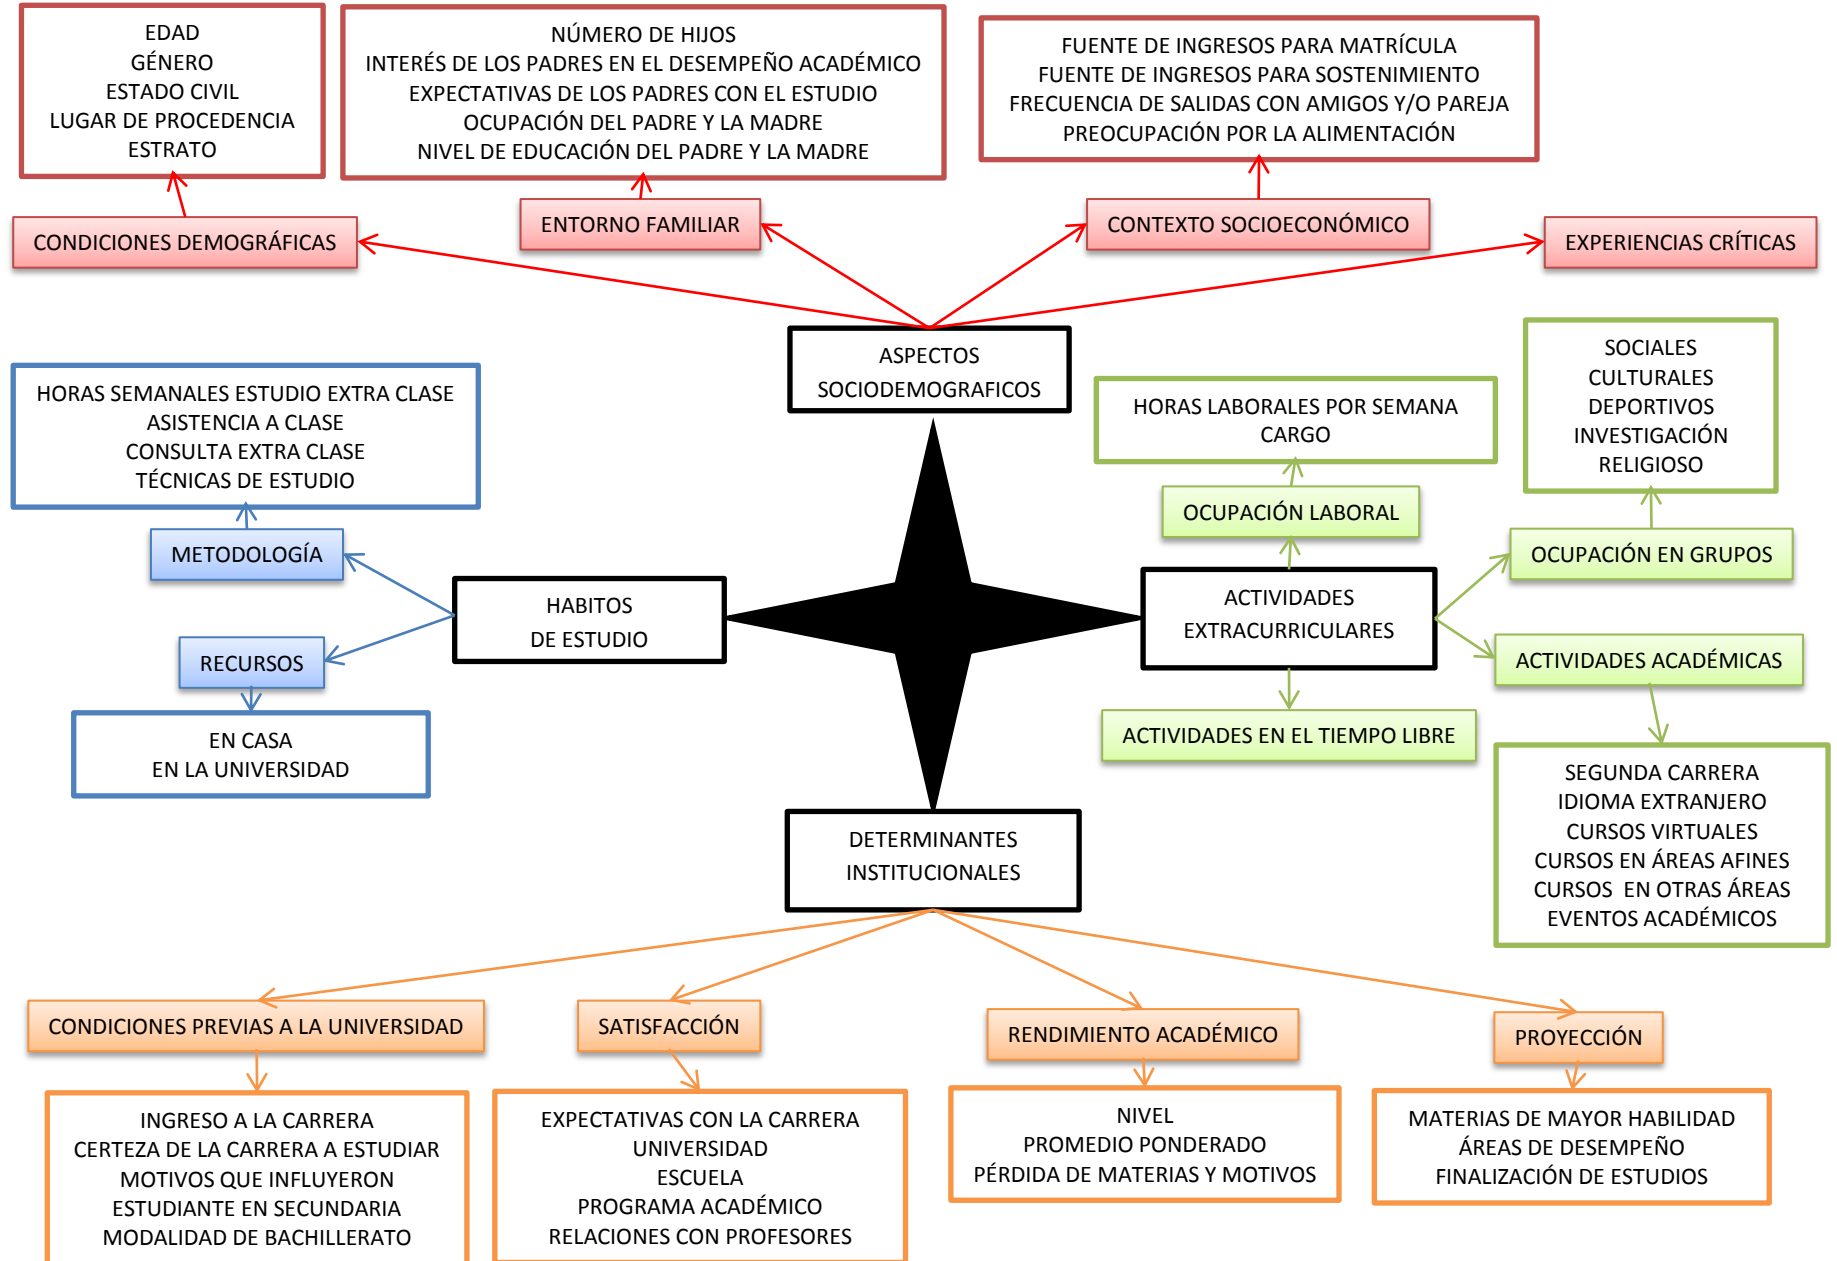 EDAD
GÉNERO
ESTADO CIVIL
LUGAR DE PROCEDENCIA
ESTRATO
NÚMERO DE HIJOS
INTERÉS DE LOS PADRES EN EL DESEMPEÑO ACADÉMICO
EXPECTATIVAS DE LOS PADRES CON EL ESTUDIO
OCUPACIÓN DEL PADRE Y LA MADRE
NIVEL DE EDUCACIÓN DEL PADRE Y LA MADRE
FUENTE DE INGRESOS PARA MATRÍCULA
FUENTE DE INGRESOS PARA SOSTENIMIENTO
FRECUENCIA DE SALIDAS CON AMIGOS Y/O PAREJA
PREOCUPACIÓN POR LA ALIMENTACIÓN
CONDICIONES DEMOGRÁFICAS
ENTORNO FAMILIAR
CONTEXTO SOCIOECONÓMICO
EXPERIENCIAS CRÍTICAS
ASPECTOS
SOCIODEMOGRAFICOS
HORAS SEMANALES ESTUDIO EXTRA CLASE
ASISTENCIA A CLASE
CONSULTA EXTRA CLASE
TÉCNICAS DE ESTUDIO
METODOLOGÍA
HABITOS
DE ESTUDIO
RECURSOS
EN CASA
EN LA UNIVERSIDAD
HORAS LABORALES POR SEMANA
CARGO
OCUPACIÓN LABORAL
SOCIALES
CULTURALES
DEPORTIVOS
INVESTIGACIÓN
RELIGIOSO
OCUPACIÓN EN GRUPOS
ACTIVIDADES
EXTRACURRICULARES
ACTIVIDADES ACADÉMICAS
ACTIVIDADES EN EL TIEMPO LIBRE
SEGUNDA CARRERA
IDIOMA EXTRANJERO
CURSOS VIRTUALES
CURSOS EN ÁREAS AFINES
CURSOS  EN OTRAS ÁREAS
EVENTOS ACADÉMICOS
DETERMINANTES
INSTITUCIONALES
CONDICIONES PREVIAS A LA UNIVERSIDAD
SATISFACCIÓN
RENDIMIENTO ACADÉMICO
PROYECCIÓN
INGRESO A LA CARRERA
CERTEZA DE LA CARRERA A ESTUDIAR
MOTIVOS QUE INFLUYERON
ESTUDIANTE EN SECUNDARIA
MODALIDAD DE BACHILLERATO
EXPECTATIVAS CON LA CARRERA
UNIVERSIDAD
ESCUELA
PROGRAMA ACADÉMICO
RELACIONES CON PROFESORES
NIVEL
PROMEDIO PONDERADO
PÉRDIDA DE MATERIAS Y MOTIVOS
MATERIAS DE MAYOR HABILIDAD
ÁREAS DE DESEMPEÑO
FINALIZACIÓN DE ESTUDIOS